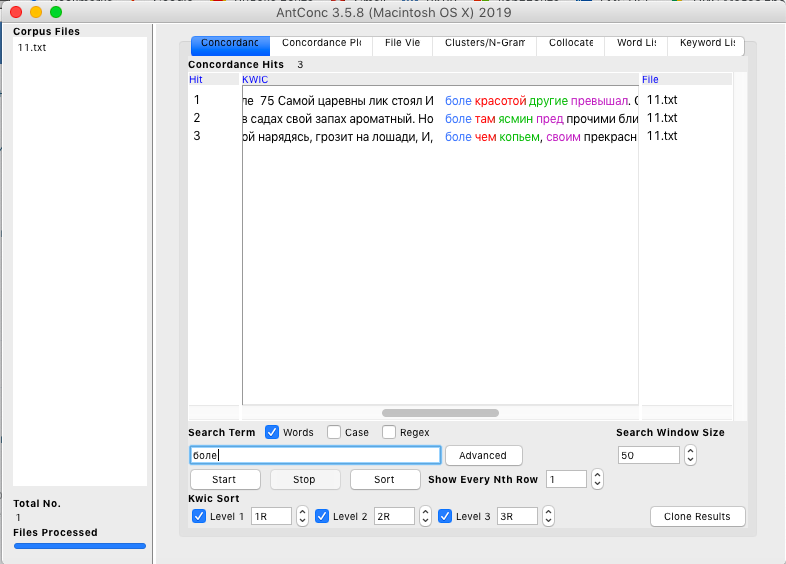 AntConc 3.5.8 (Macintosh OS X) 2019
Corpus Files
11.txt
Concordanc Concordance Plo File Vie Clusters/N-Gram Collocate Word Lis Keyword Lis
Concordance Hits 3
Hit KWIC File
1 ле 75 Самой царевны лик стоял И боле красотой другие превышал. С 11.txt
2 в садах свой запах ароматный. Но боле там ясмин пред прочими бли 11.txt
3 ой нарядясь, грозит на лошади, И, боле чем копьем, своим прекрасн 11.txt
Search Term Words Case Regex Search Window Size
боле Advanced 50
Start Stop Sort Show Every Nth Row 1
Kwic Sort
Level 1 1R Level 2 2R Level 3 3R Clone Results
Total No.
1
Files Processed